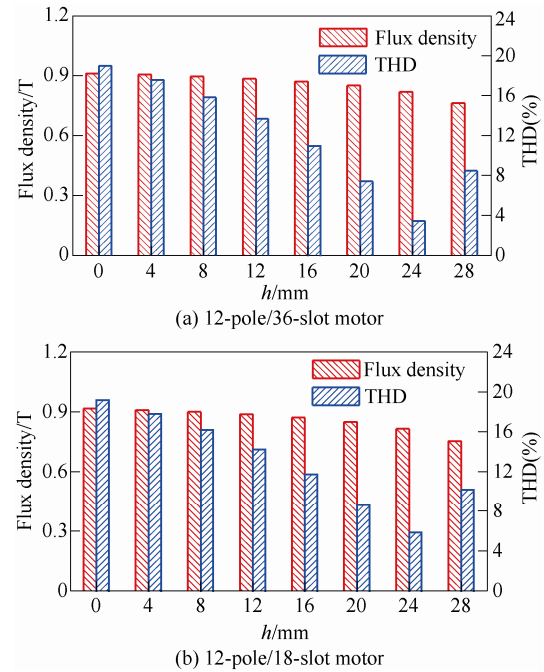 1.2
0.9
0.6
0.3
0
Flux density/T
Flux density
THD
24
20
16
12
8
4
0
THD(%)
0 4 8 12 16 20 24 28
h/mm
(a) 12-pole/36-slot motor
1.2
0.9
0.6
0.3
0
Flux density/T
Flux density
THD
24
20
16
12
8
4
0
THD(%)
0 4 8 12 16 20 24 28
h/mm
(b) 12-pole/18-slot motor